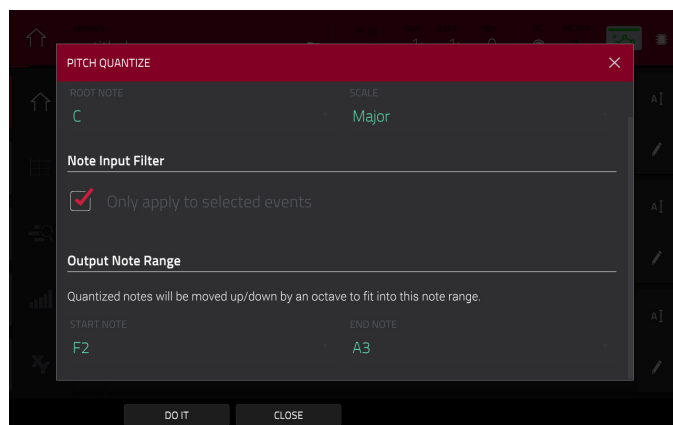 PITCH QUANTIZE
ROOT NOTE
SCALE
C
Major
Note Input Filter
Only apply to selected events
Output Note Range
Quantized notes will be moved up/down by an octave to fit into this note range.
START NOTE
END NOTE
F2
A3
DO IT
CLOSE